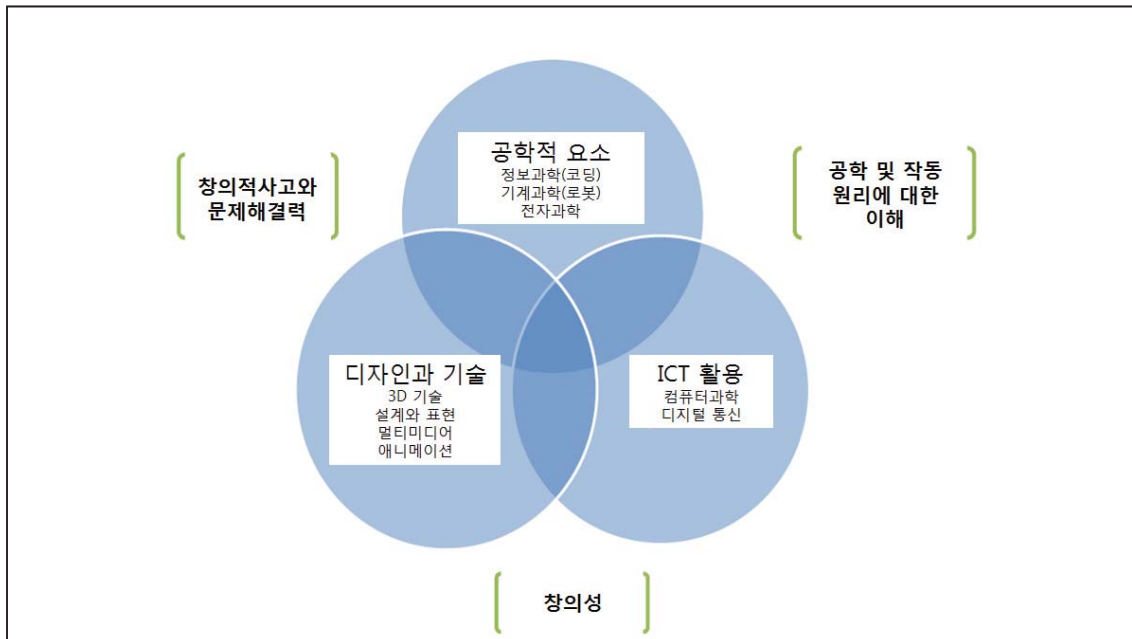 공학적 요소
정보과학(코딩)
기계과학(로봇)
전자과학
창의적사고와
문제해결력
공학 및 작동
원리에 대한
이해
디자인과 기술
3D 기술
설계와 표현
멀티미디어
애니메이션
ICT 활용
컴퓨터과학
디지털 통신
창의성